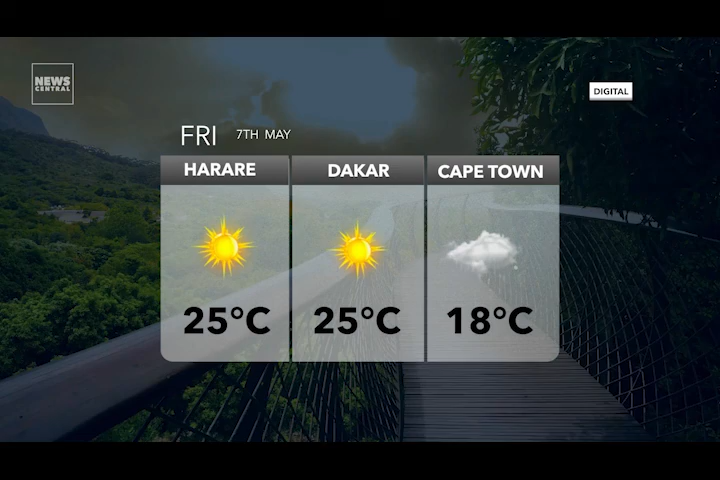 NEWS
CENTRAL
DIGITAL
FRI 7TH MAY
HARARE DAKAR CAPE TOWN
25°C 25°C 18°C